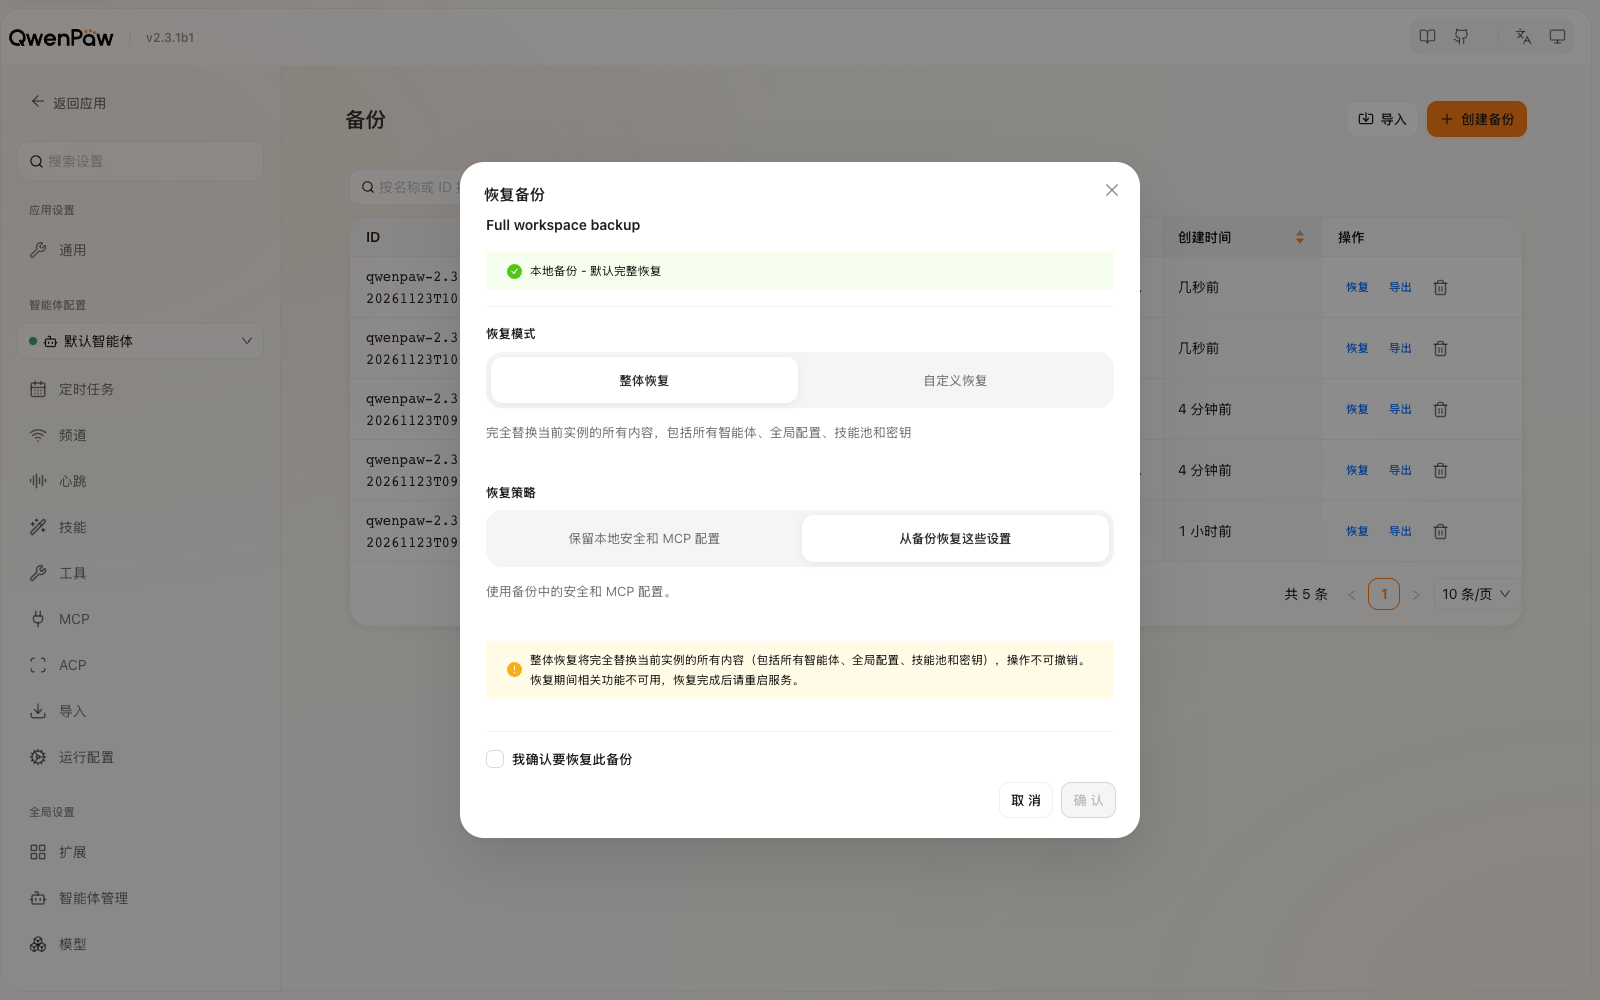 QwenPaw
v2.3.1b1
返回应用
搜索设置
应用设置
通用
智能体配置
默认智能体
定时任务
频道
心跳
技能
工具
MCP
ACP
导入
运行配置
全局设置
扩展
智能体管理
模型
备份
导入
创建备份
按名称或 ID
ID
创建时间
操作
qwenpaw-2.3
20261123T10
几秒前
恢复
导出
qwenpaw-2.3
20261123T10
几秒前
恢复
导出
qwenpaw-2.3
20261123T09
4 分钟前
恢复
导出
qwenpaw-2.3
20261123T09
4 分钟前
恢复
导出
qwenpaw-2.3
20261123T09
1 小时前
恢复
导出
共 5 条
1
10 条/页
恢复备份
Full workspace backup
本地备份 - 默认完整恢复
恢复模式
整体恢复
自定义恢复
完全替换当前实例的所有内容，包括所有智能体、全局配置、技能池和密钥
恢复策略
保留本地安全和 MCP 配置
从备份恢复这些设置
使用备份中的安全和 MCP 配置。
整体恢复将完全替换当前实例的所有内容（包括所有智能体、全局配置、技能池和密钥），操作不可撤销。
恢复期间相关功能不可用，恢复完成后请重启服务。
我确认要恢复此备份
取 消
确 认